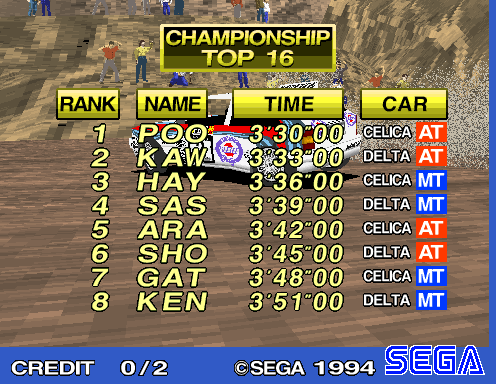 CHAMPIONSHIP
TOP 16
RANK NAME TIME CAR
1 POO 3'30"00 CELICA AT
2 KAW 3'33"00 DELTA AT
3 HAY 3'36"00 CELICA MT
4 SAS 3'39"00 DELTA MT
5 ARA 3'42"00 CELICA AT
6 SHO 3'45"00 DELTA AT
7 GAT 3'48"00 CELICA MT
8 KEN 3'51"00 DELTA MT
CREDIT 0/2 ©SEGA 1994 SEGA